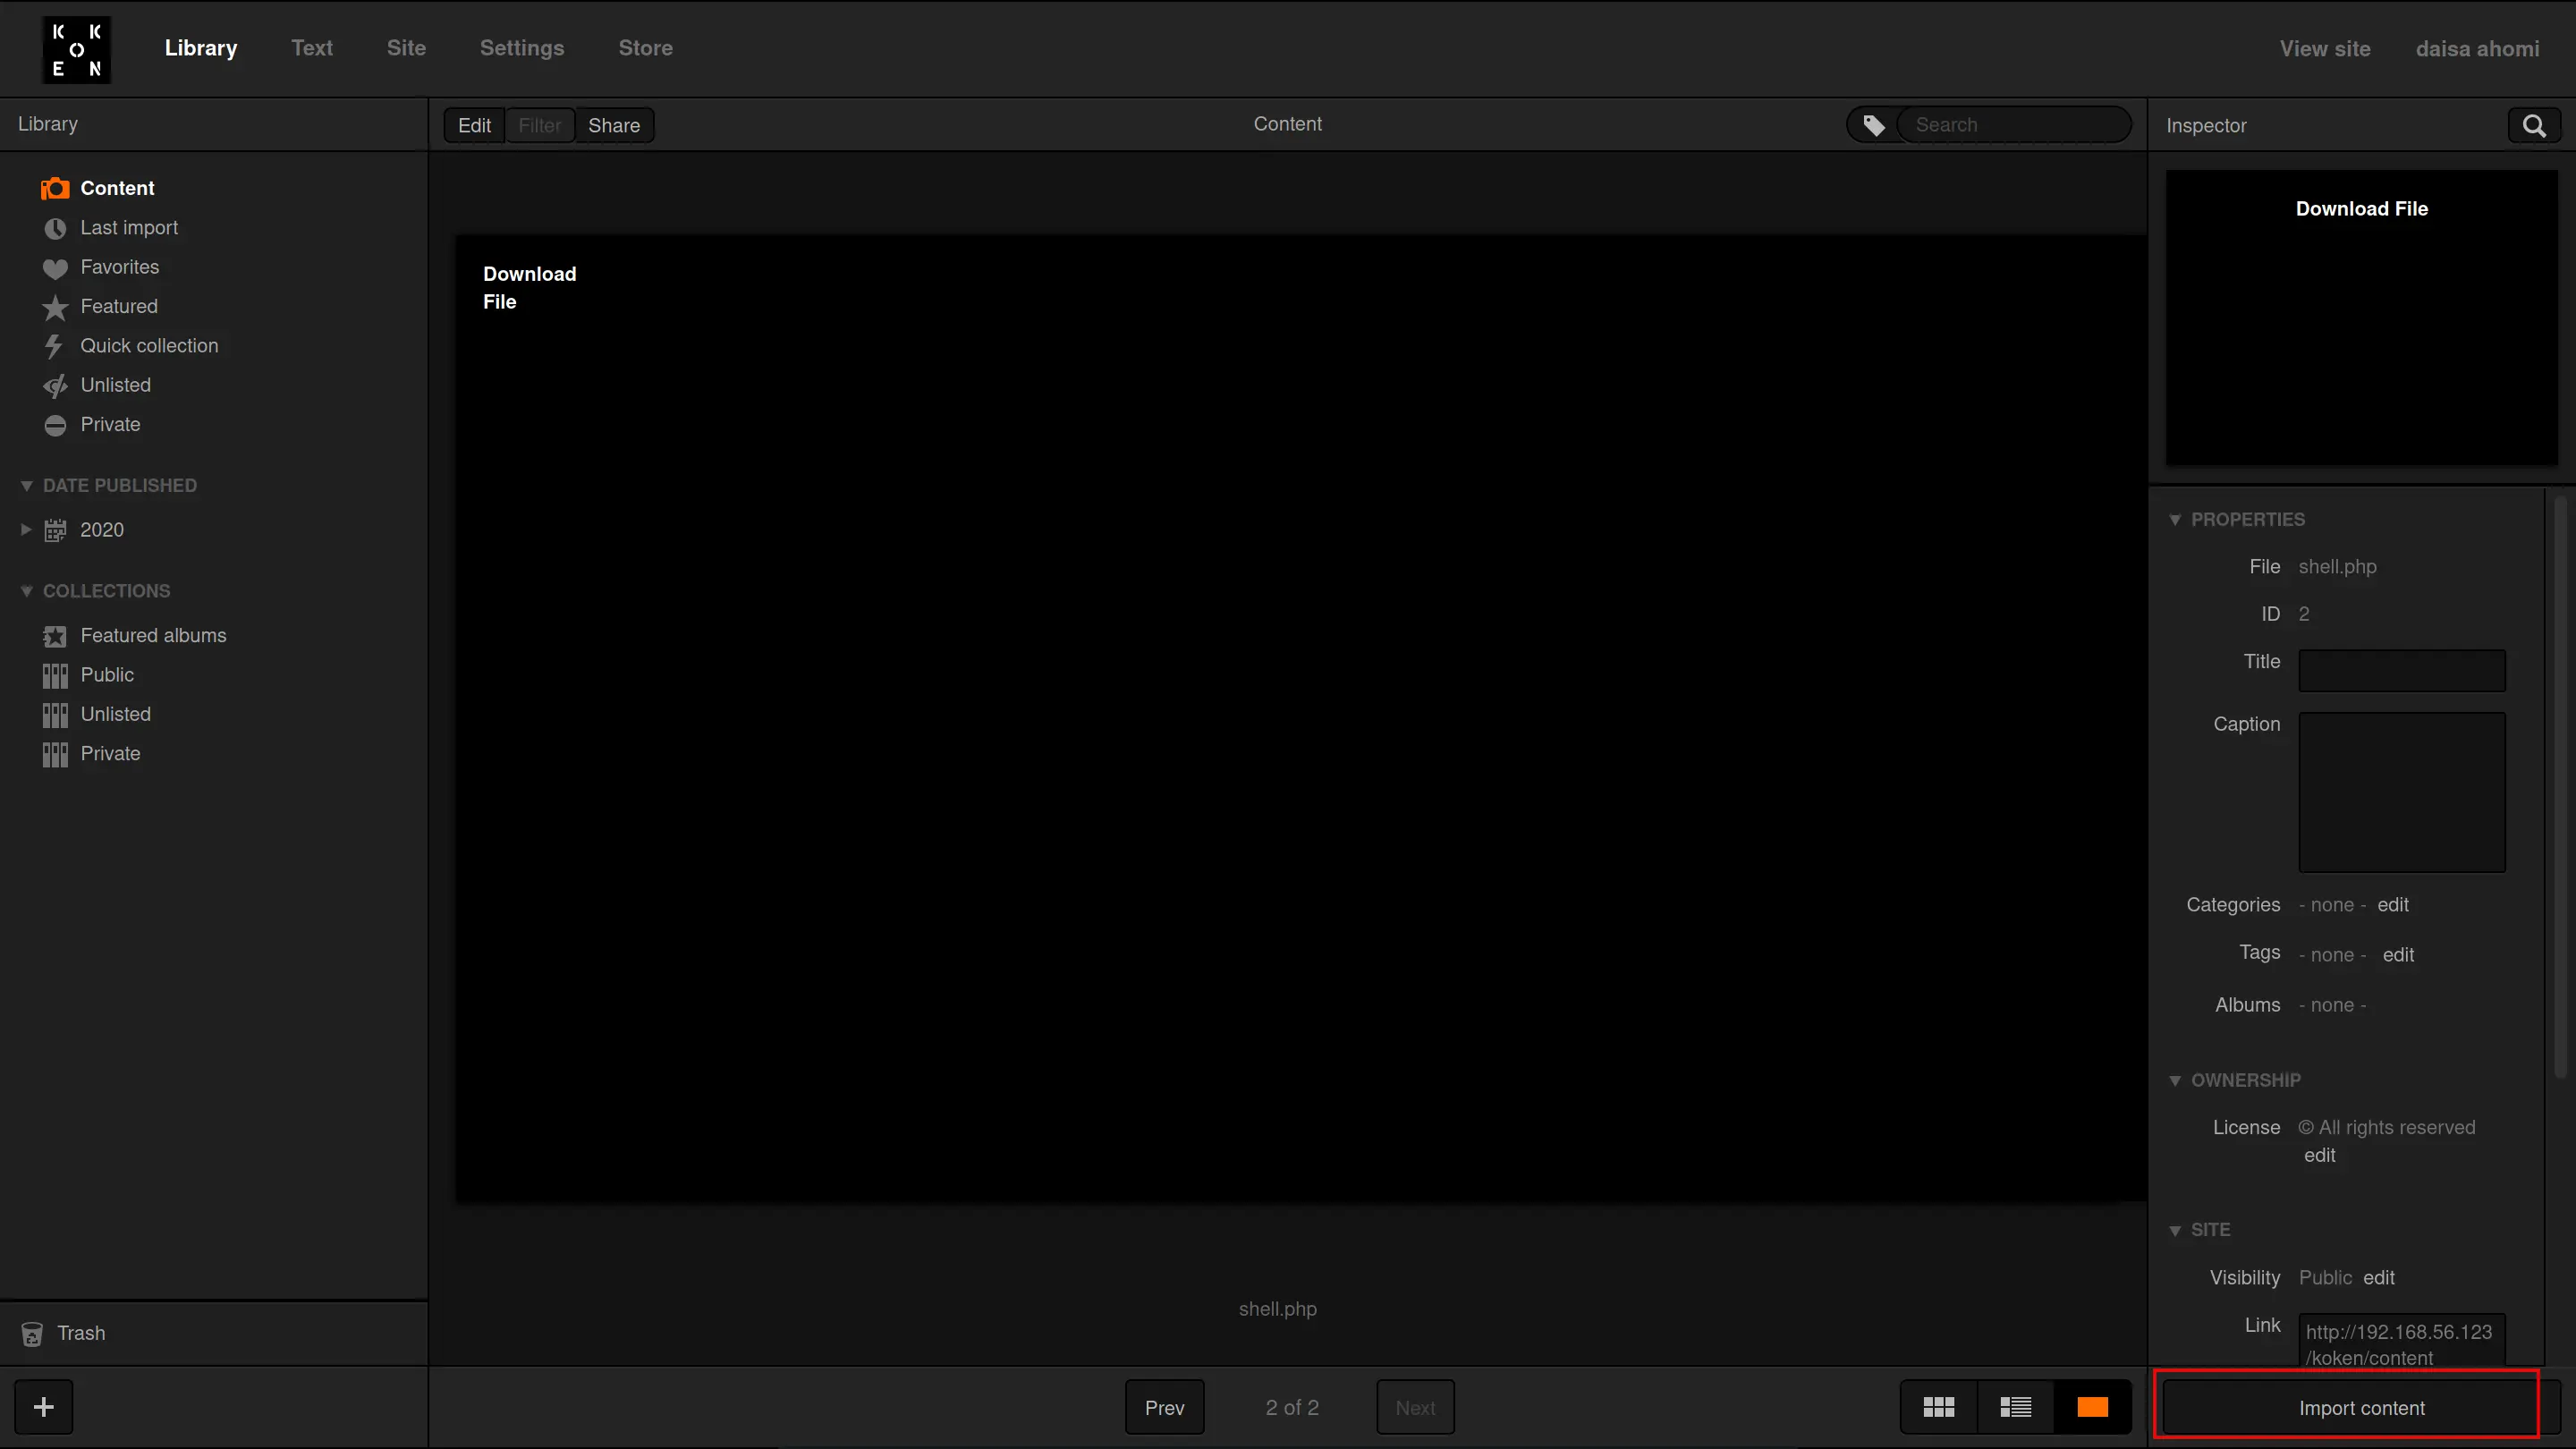 K K
O
E N
Library
Text
Site
Settings
Store
View site
daisa ahomi
Library
Edit
Filter
Share
Content
Search
Inspector
Content
Last import
Favorites
Featured
Quick collection
Unlisted
Private
DATE PUBLISHED
2020
COLLECTIONS
Featured albums
Public
Unlisted
Private
Trash
Download
File
shell.php
Prev
2 of 2
Next
Download File
PROPERTIES
File shell.php
ID 2
Title
Caption
Categories - none - edit
Tags - none - edit
Albums - none -
OWNERSHIP
License © All rights reserved
edit
SITE
Visibility Public edit
Link http://192.168.56.123
/koken/content
Import content